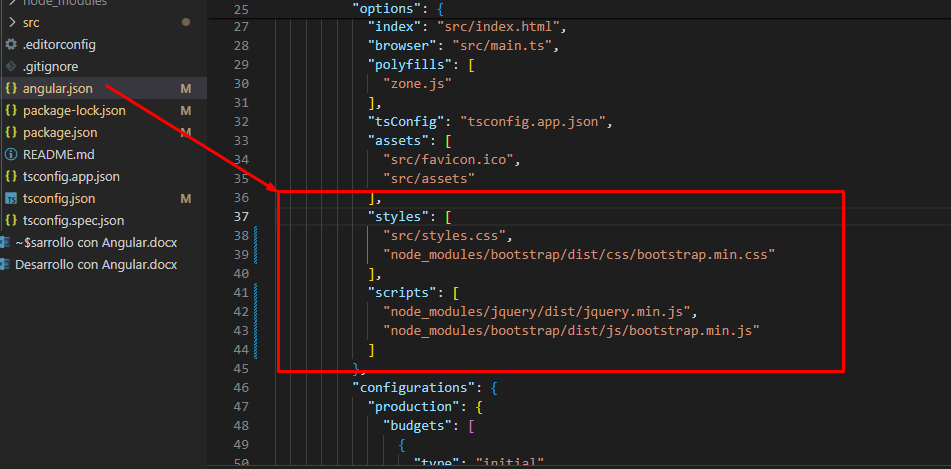 node_modules
src
.editorconfig
.gitignore
{} angular.json M
{} package-lock.json M
{} package.json M
README.md
{} tsconfig.app.json
TS tsconfig.json M
{} tsconfig.spec.json
~$sarrollo con Angular.docx
Desarrollo con Angular.docx
25 "options": {
27 "index": "src/index.html",
28 "browser": "src/main.ts",
29 "polyfills": [
30 "zone.js"
31 ],
32 "tsConfig": "tsconfig.app.json",
33 "assets": [
34 "src/favicon.ico",
35 "src/assets"
36 ],
37 "styles": [
38 "src/styles.css",
39 "node_modules/bootstrap/dist/css/bootstrap.min.css"
40 ],
41 "scripts": [
42 "node_modules/jquery/dist/jquery.min.js",
43 "node_modules/bootstrap/dist/js/bootstrap.min.js"
44 ]
45 },
46 "configurations": {
47 "production": {
48 "budgets": [
49 {
50 "type": "initial"